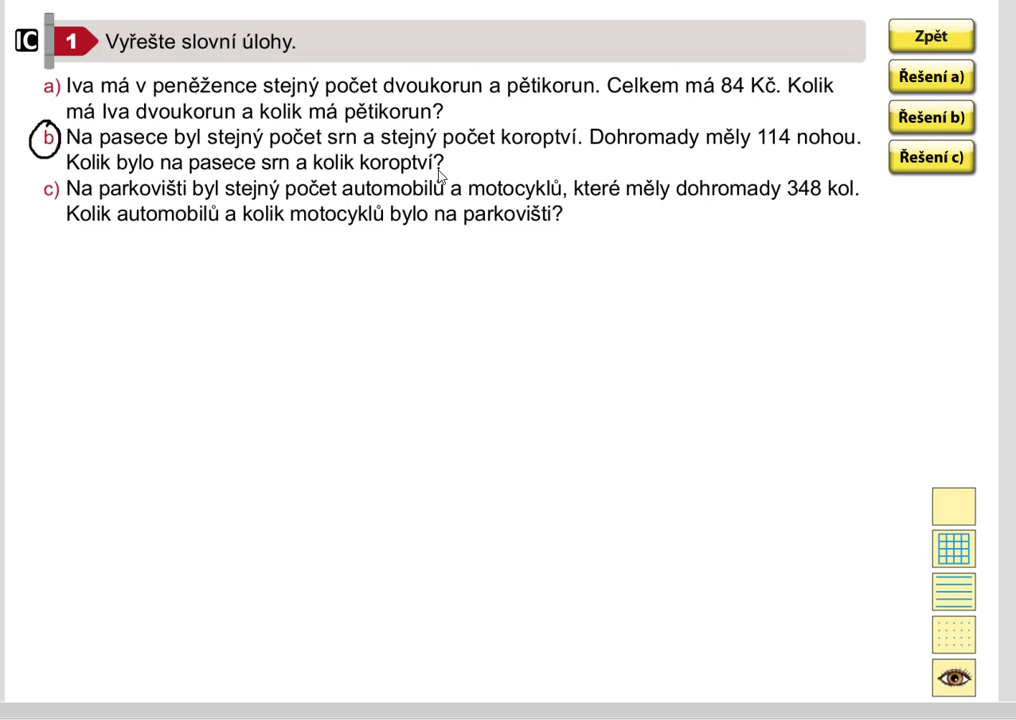 IC
1 Vyřešte slovní úlohy.
a) Iva má v peněžence stejný počet dvoukorun a pětikorun. Celkem má 84 Kč. Kolik
má Iva dvoukorun a kolik má pětikorun?
b) Na pasece byl stejný počet srn a stejný počet koroptví. Dohromady měly 114 nohou.
Kolik bylo na pasece srn a kolik koroptví?
c) Na parkovišti byl stejný počet automobilů a motocyklů, které měly dohromady 348 kol.
Kolik automobilů a kolik motocyklů bylo na parkovišti?
Zpět
Řešení a)
Řešení b)
Řešení c)